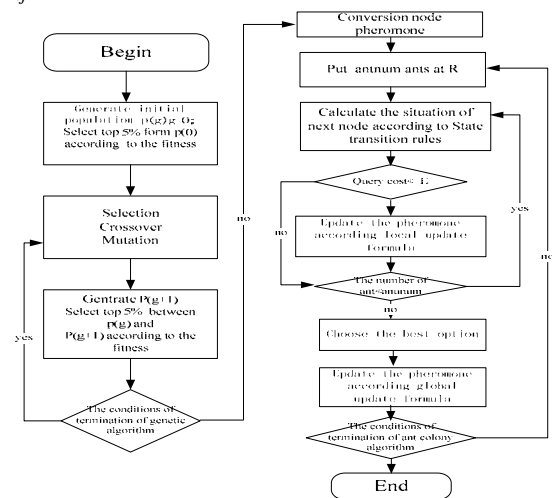 Begin
Generate initial
population p(g)g=0;
Select top 5% form p(0)
according to the fitness
Selection
Crossover
Mutation
Gentrate P(g+1)
Select top 5% between
p(g) and
P(g+1) according to the
fitness
yes
The conditions of
termination of genetic
algorithm
no
Conversion node
pheromone
Put antnum ants at R
Calculate the situation of
next node according to State
transition rules
Query cost<
yes
no
Update the pheromone
according local update
formula
The number of
no
Choose the best option
Update the pheromone
according global
update formula
The conditions of
termination of ant colony
algorithm
no
End